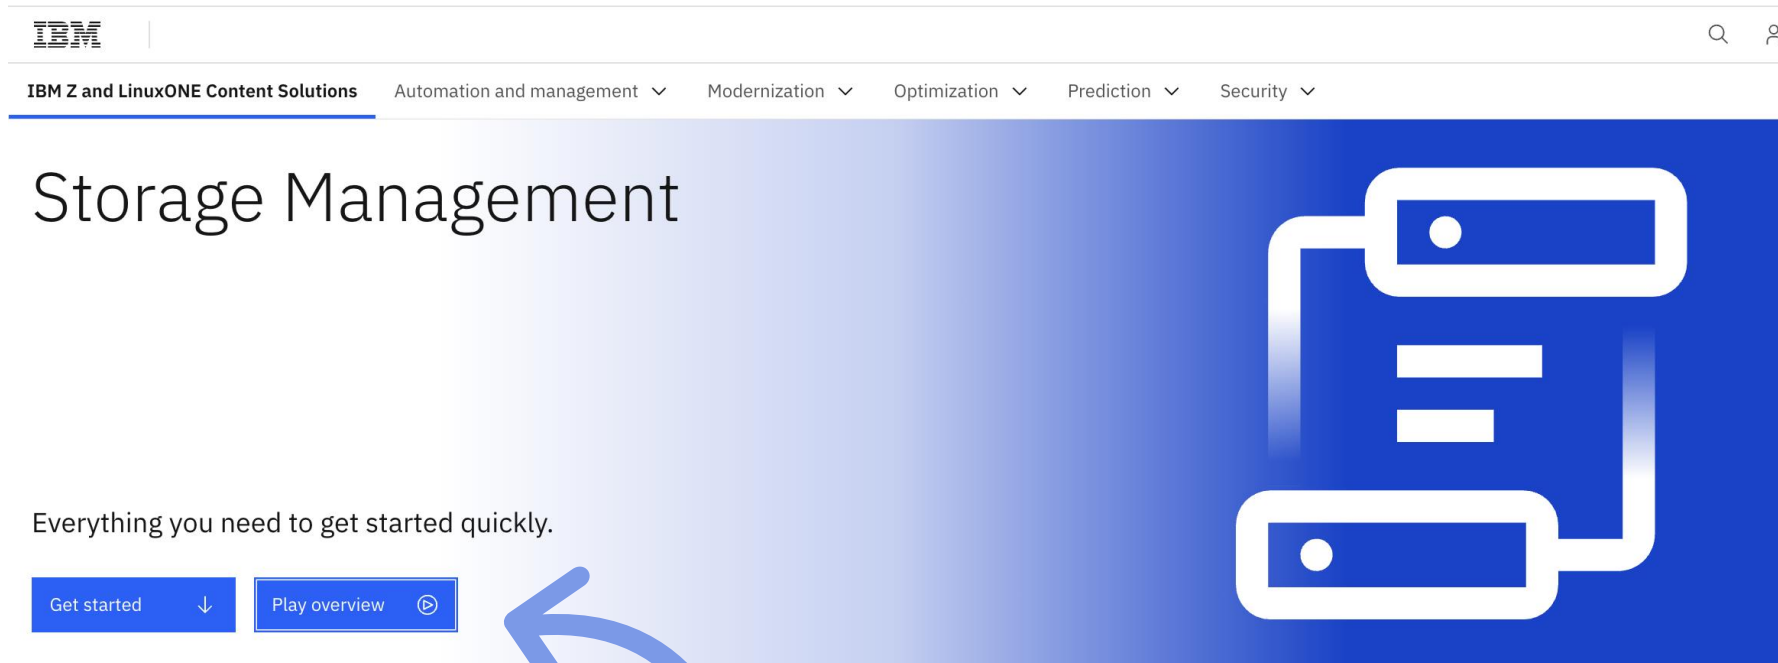 IBM
IBM Z and LinuxONE Content Solutions Automation and management Modernization Optimization Prediction Security
Storage Management
Everything you need to get started quickly.
Get started Play overview